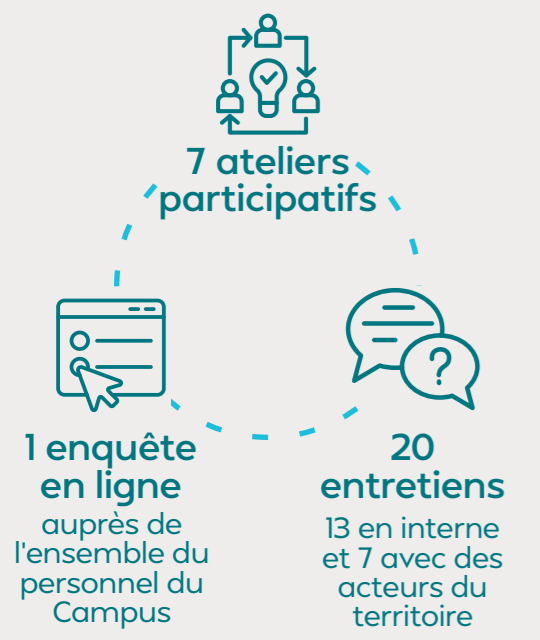 7 ateliers
participatifs
1 enquête
en ligne
auprès de
l'ensemble du
personnel du
Campus
20
entretiens
13 en interne
et 7 avec des
acteurs du
territoire
?